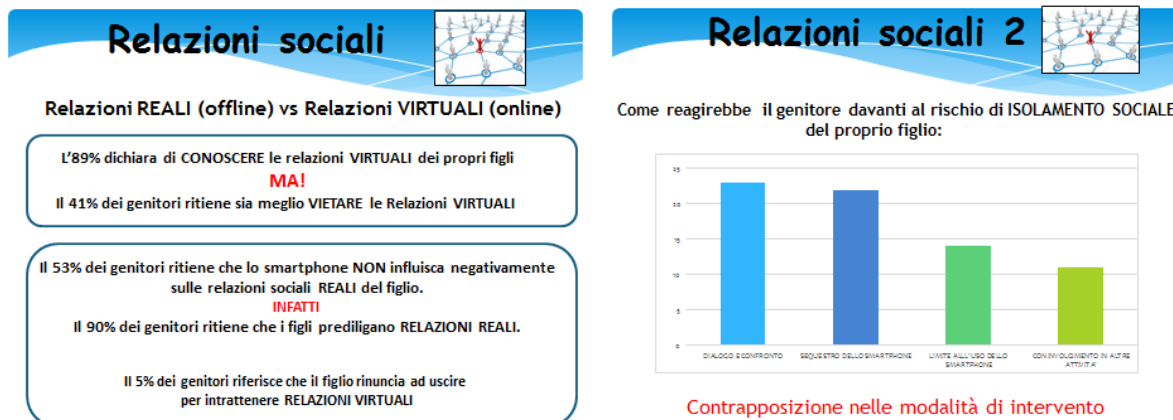 Relazioni sociali
Relazioni REALI (offline) vs Relazioni VIRTUALI (online)
L'89% dichiara di CONOSCERE le relazioni VIRTUALI dei propri figli
MA!
Il 41% dei genitori ritiene sia meglio VIETARE le Relazioni VIRTUALI
Il 53% dei genitori ritiene che lo smartphone NON influisca negativamente
sulle relazioni sociali REALI del figlio.
INFATTI
Il 90% dei genitori ritiene che i figli prediligano RELAZIONI REALI.
Il 5% dei genitori riferisce che il figlio rinuncia ad uscire
per intrattenere RELAZIONI VIRTUALI
Relazioni sociali 2
Come reagirebbe il genitore davanti al rischio di ISOLAMENTO SOCIALE
del proprio figlio:
25
20
15
10
5
0
DIALOGO E CONFRONTO
SEQUESTRO DELLO SMARTPHONE
LIMITE ALL'USO DELLO
SMARTPHONE
COINVOLGIMENTO IN ALTRE
ATTIVITA'
Contrapposizione nelle modalità di intervento